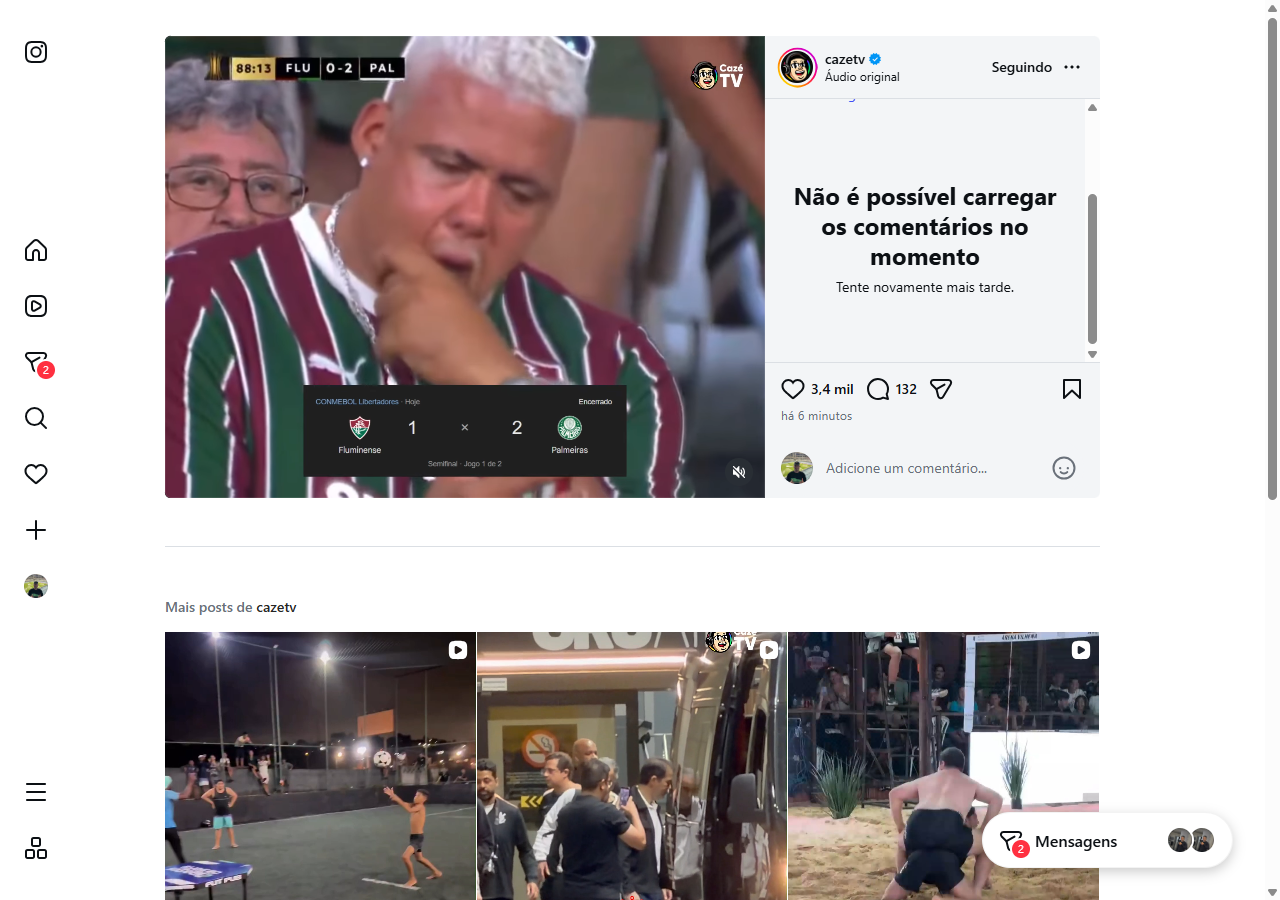 88:13 FLU 0-2 PAL
Cazé
TV
CONMEBOL Libertadores · Hoje
Encerrado
1 × 2
Fluminense
Palmeiras
Semifinal · Jogo 1 de 2
cazetv
Áudio original
Seguindo
Não é possível carregar
os comentários no
momento
Tente novamente mais tarde.
3,4 mil
132
há 6 minutos
Adicione um comentário...
2
Mais posts de cazetv
TV
2
Mensagens